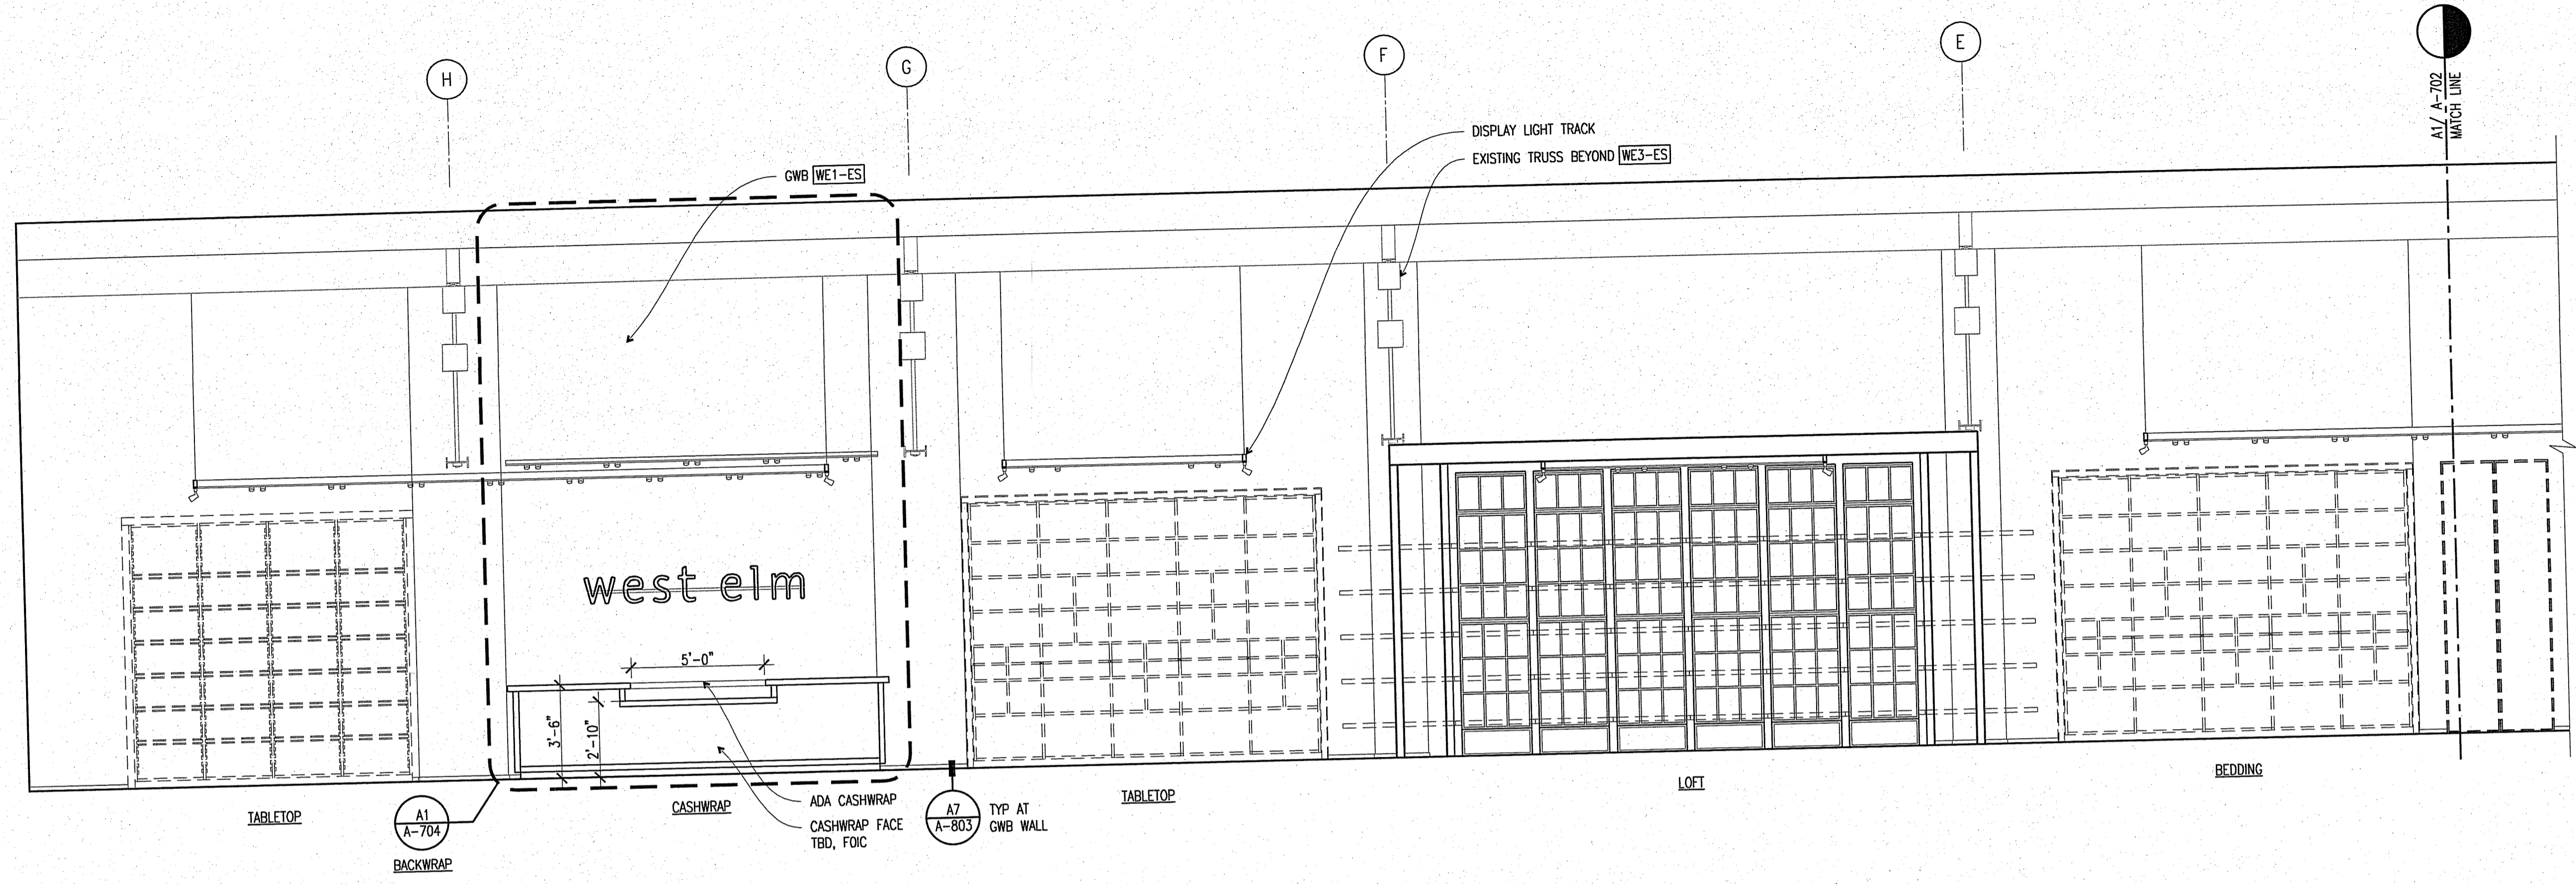 H
G
F
E
A1/ A-702
MATCH LINE
DISPLAY LIGHT TRACK
EXISTING TRUSS BEYOND WE3-ES
GWB WE1-ES
west elm
5'-0"
3'-6"
2'-10"
TABLETOP
A1
A-704
BACKWRAP
CASHWRAP
ADA CASHWRAP
CASHWRAP FACE
TBD, FOIC
A7
A-803
TYP AT
GWB WALL
TABLETOP
LOFT
BEDDING